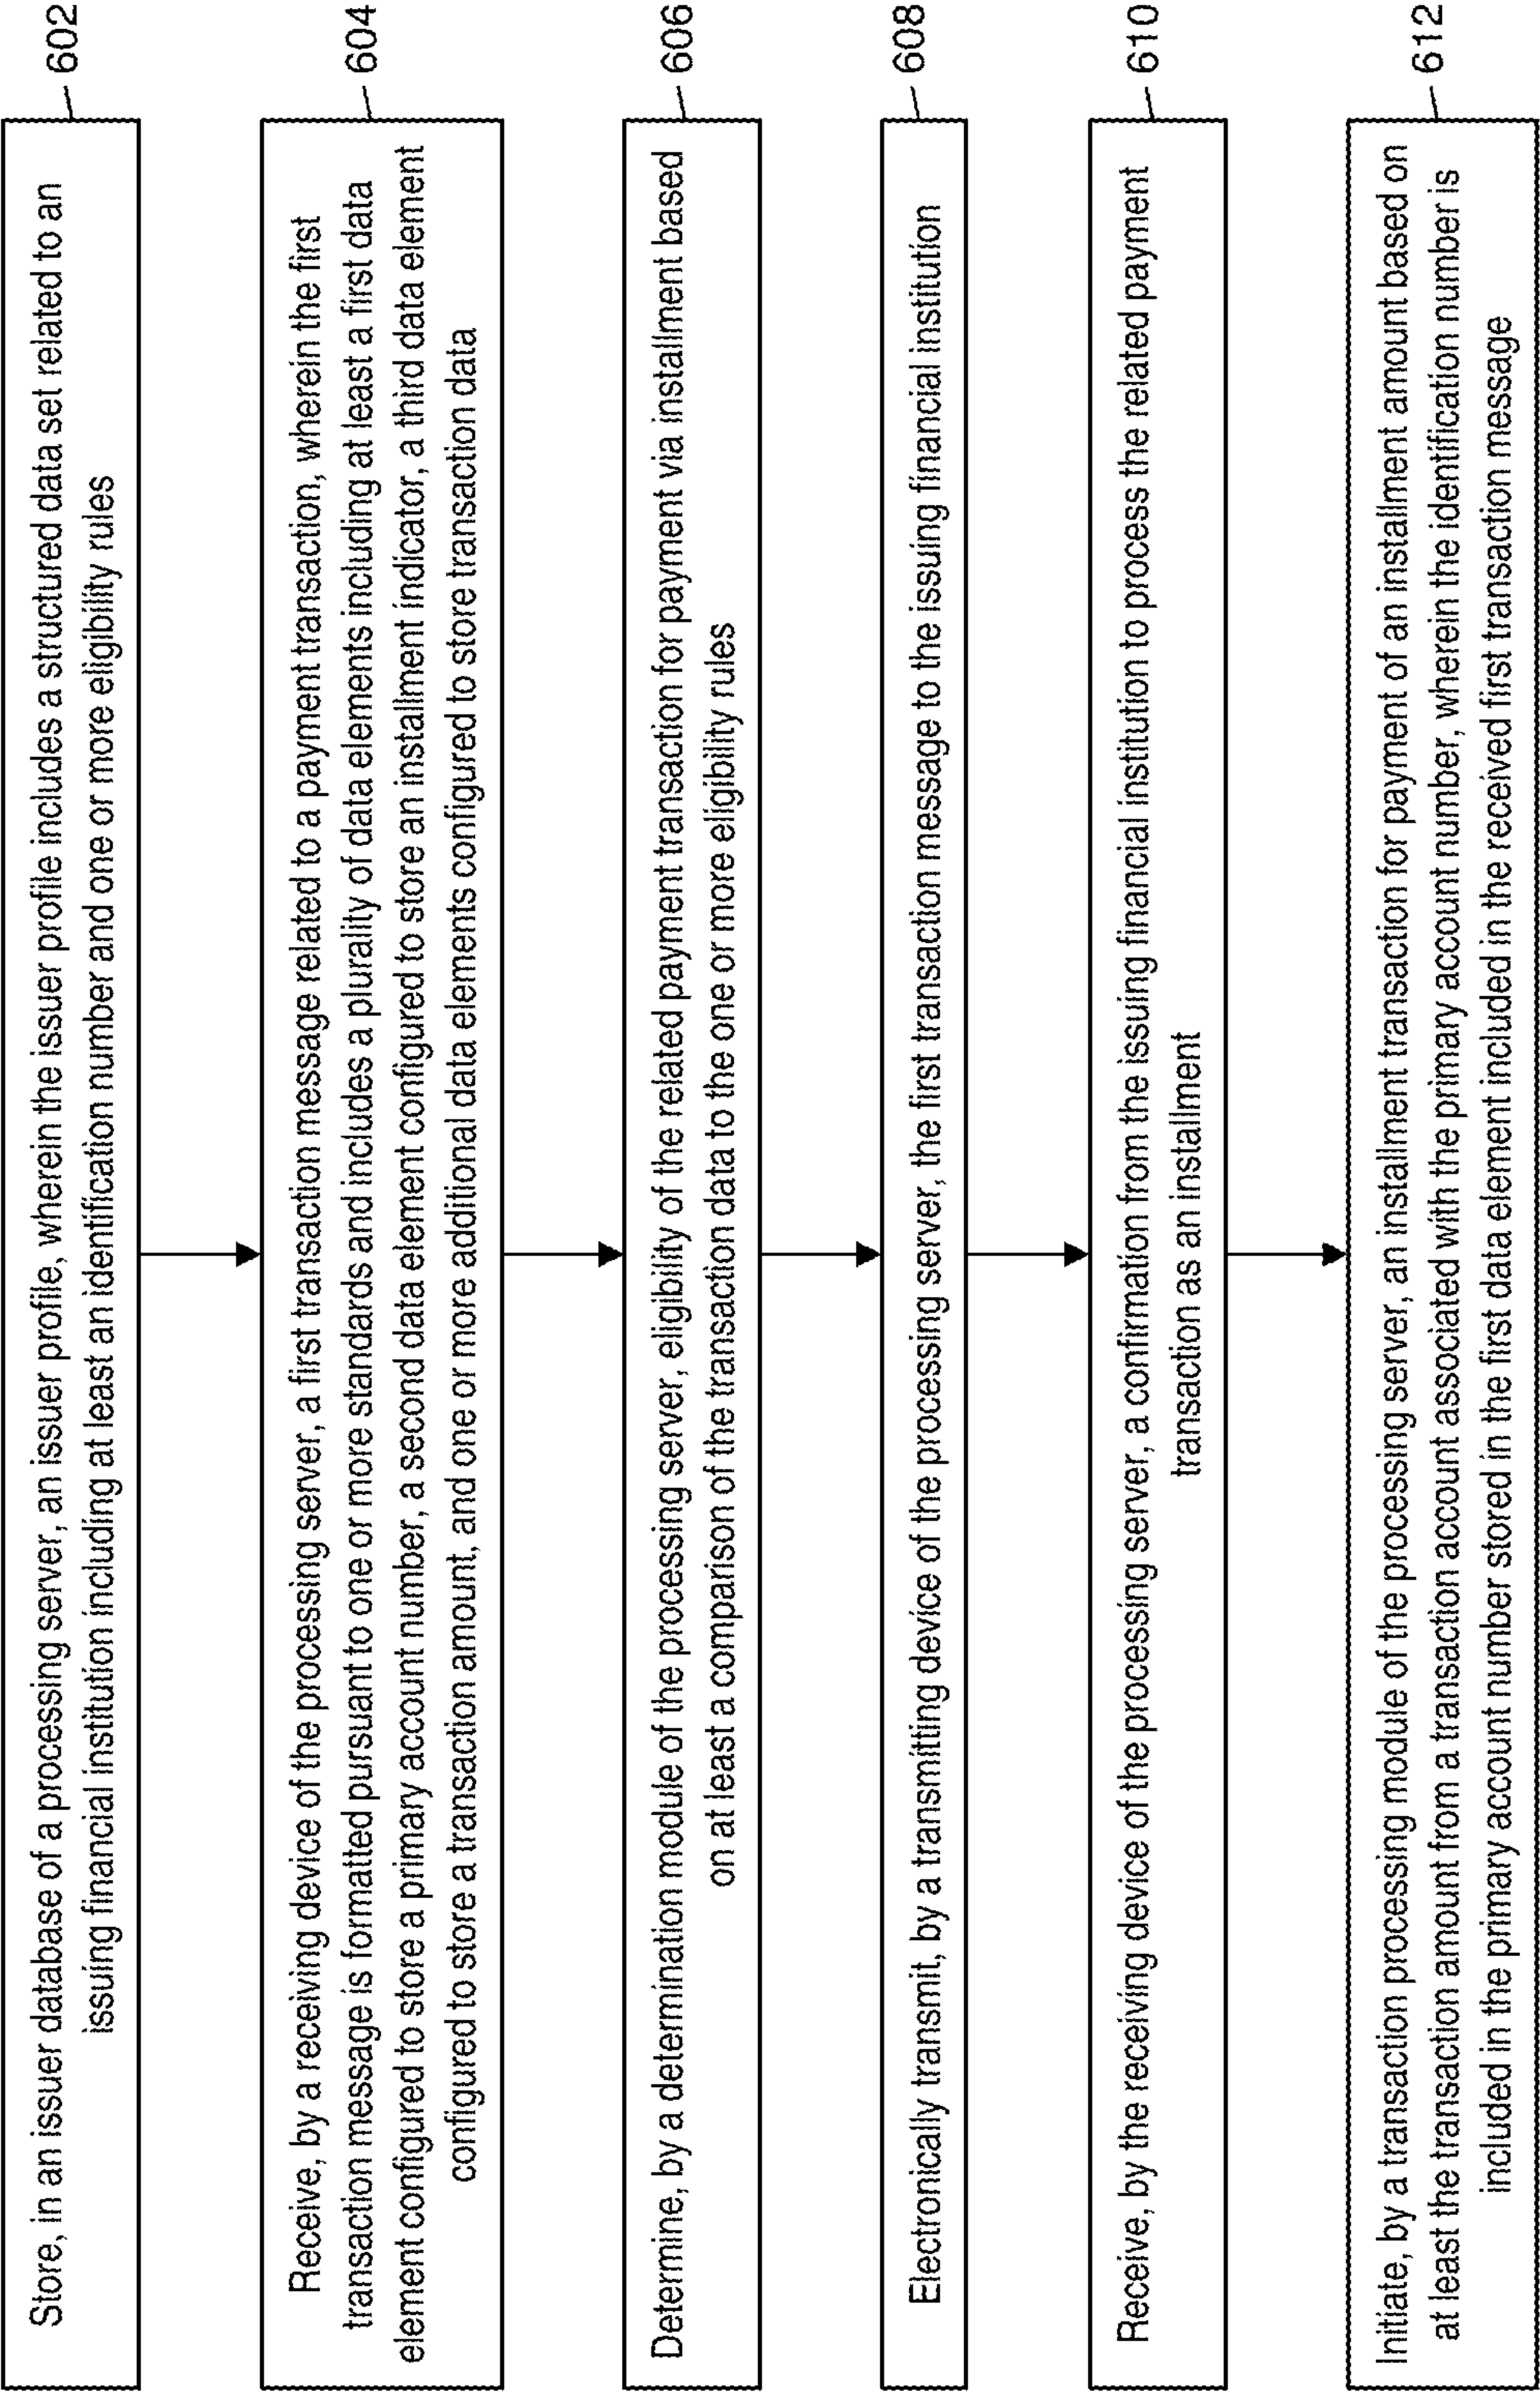 602
Store, in an issuer database of a processing server, an issuer profile, wherein the issuer profile includes a structured data set related to an
issuing financial institution including at least an identification number and one or more eligibility rules
604
Receive, by a receiving device of the processing server, a first transaction message related to a payment transaction, wherein the first
transaction message is formatted pursuant to one or more standards and includes a plurality of data elements including at least a first data
element configured to store a primary account number, a second data element configured to store an installment indicator, a third data element
configured to store a transaction amount, and one or more additional data elements configured to store transaction data
606
Determine, by a determination module of the processing server, eligibility of the related payment transaction for payment via installment based
on at least a comparison of the transaction data to the one or more eligibility rules
608
Electronically transmit, by a transmitting device of the processing server, the first transaction message to the issuing financial institution
610
Receive, by the receiving device of the processing server, a confirmation from the issuing financial institution to process the related payment
transaction as an installment
612
Initiate, by a transaction processing module of the processing server, an installment transaction for payment of an installment amount based on
at least the transaction amount from a transaction account associated with the primary account number, wherein the identification number is
included in the primary account number stored in the first data element included in the received first transaction message